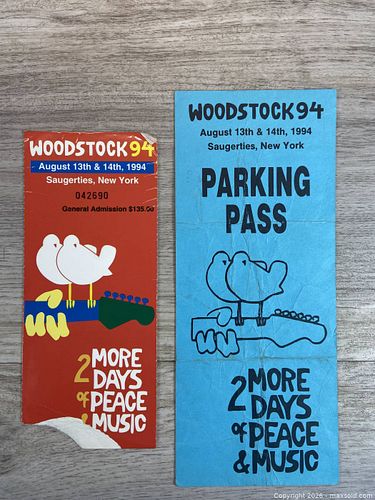 WOODSTOCK94
August 13th & 14th, 1994
Saugerties, New York
042690
General Admission $135.00
2 MORE
DAYS
of PEACE
& MUSIC
WOODSTOCK94
August 13th & 14th, 1994
Saugerties, New York
PARKING
PASS
2 MORE
DAYS
of PEACE
& MUSIC
Copyright 2026 - maxsold.com